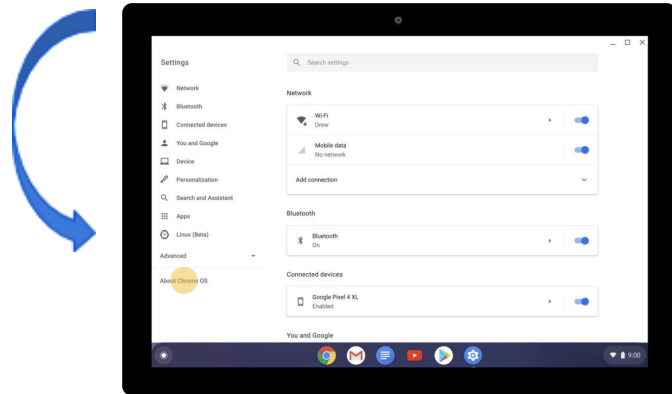 Settings
Search settings
Network
Bluetooth
Connected devices
You and Google
Device
Personalization
Search and Assistant
Apps
Linux (Beta)
Advanced
About Chrome OS
Network
Wi-Fi
Drew
Mobile data
No network
Add connection
Bluetooth
Bluetooth
On
Connected devices
Google Pixel 4 XL
Enabled
You and Google
9:00